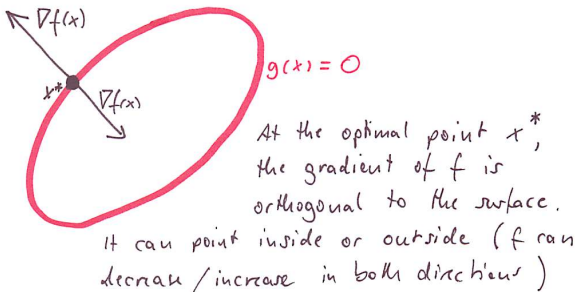 ∇f(x)
g(x) = 0
x*
∇f(x)
At the optimal point x*,
the gradient of f is
orthogonal to the surface.
It can point inside or outside (f can
decrease/increase in both directions)